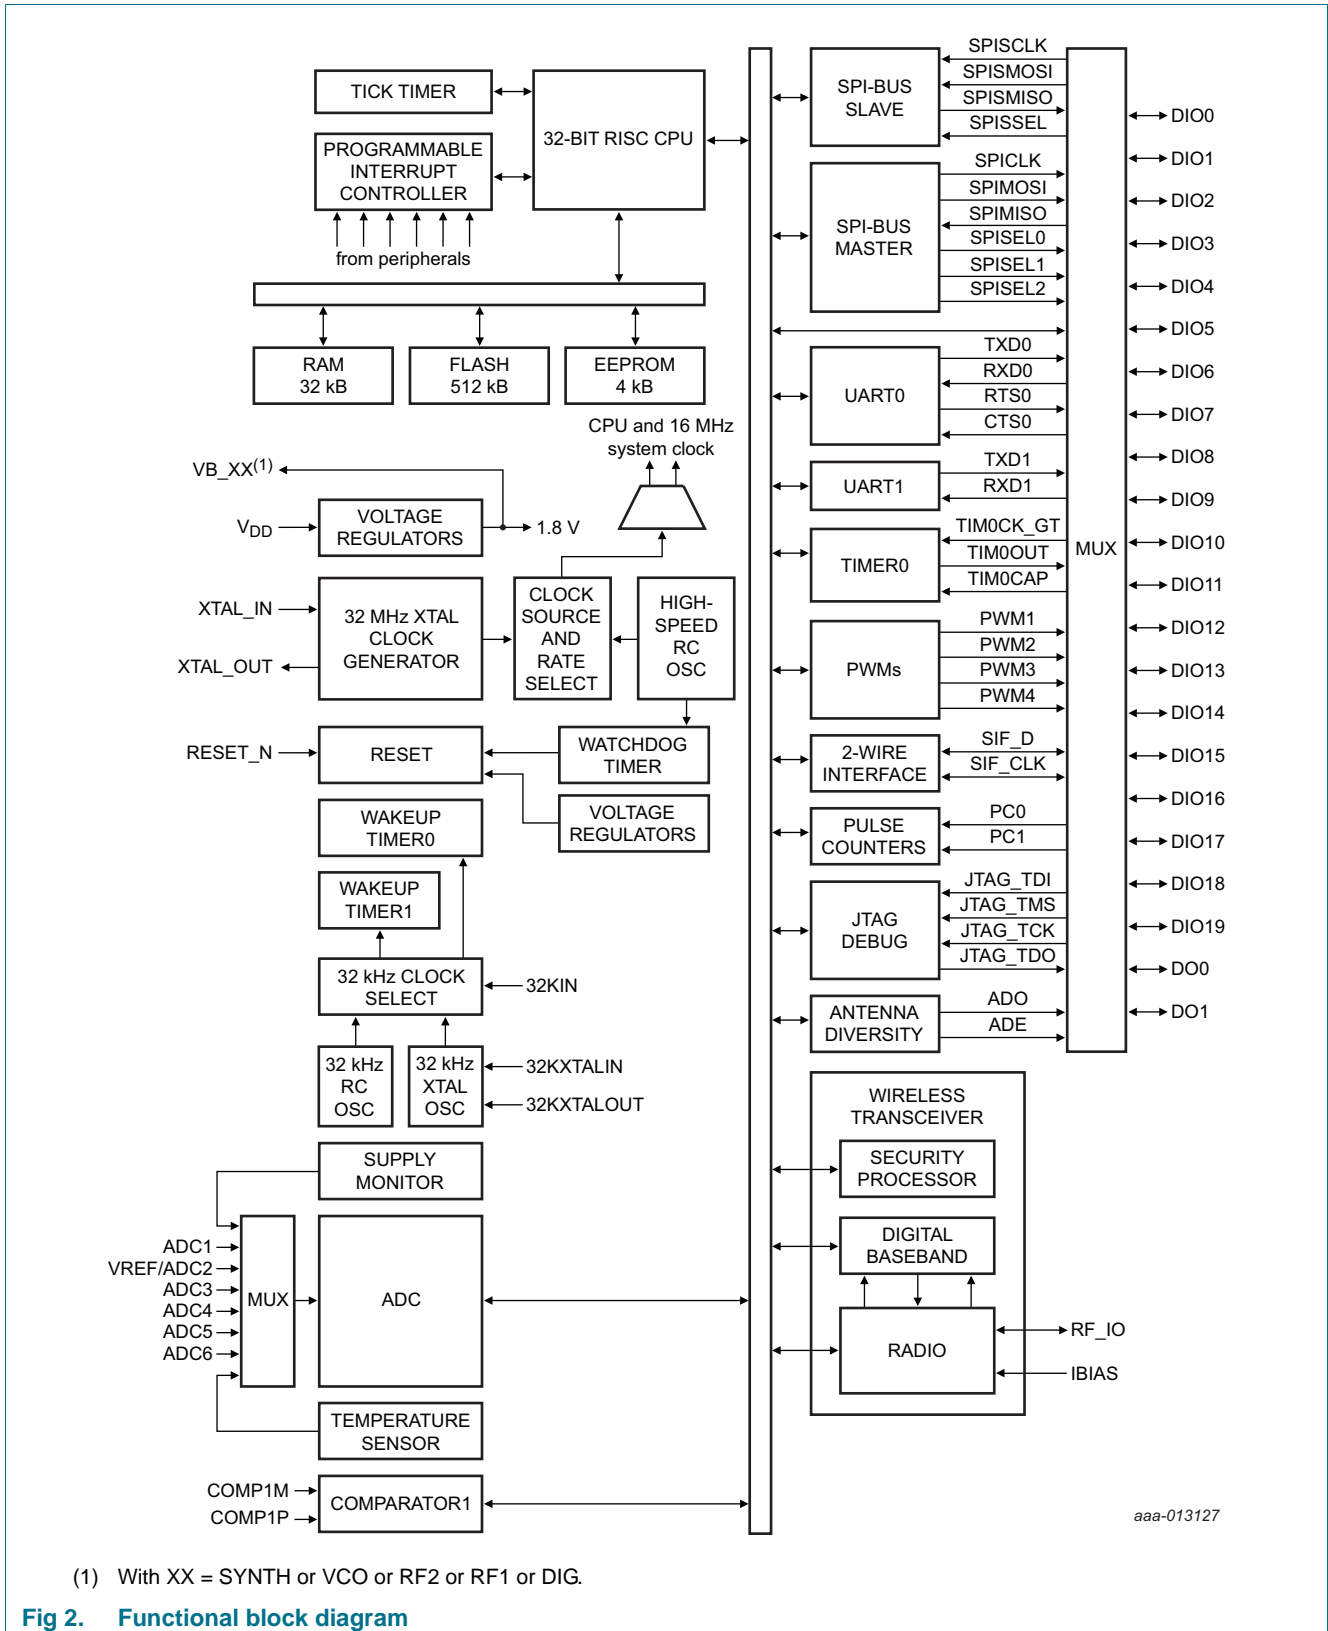 TICK TIMER
PROGRAMMABLE
INTERRUPT
CONTROLLER
from peripherals
32-BIT RISC CPU
RAM
32 kB
FLASH
512 kB
EEPROM
4 kB
CPU and 16 MHz
system clock
VB_XX(1)
VDD
VOLTAGE
REGULATORS
1.8 V
XTAL_IN
XTAL_OUT
32 MHz XTAL
CLOCK
GENERATOR
CLOCK
SOURCE
AND
RATE
SELECT
HIGH-
SPEED
RC
OSC
RESET_N
RESET
WATCHDOG
TIMER
VOLTAGE
REGULATORS
WAKEUP
TIMER0
WAKEUP
TIMER1
32 kHz CLOCK
SELECT
32KIN
32 kHz
RC
OSC
32 kHz
XTAL
OSC
32KXTALIN
32KXTALOUT
SUPPLY
MONITOR
ADC1
VREF/ADC2
ADC3
ADC4
ADC5
ADC6
MUX
ADC
TEMPERATURE
SENSOR
COMP1M
COMP1P
COMPARATOR1
SPI-BUS
SLAVE
SPISCLK
SPISMOSI
SPISMISO
SPISSEL
SPI-BUS
MASTER
SPICLK
SPIMOSI
SPIMISO
SPISEL0
SPISEL1
SPISEL2
UART0
TXD0
RXD0
RTS0
CTS0
UART1
TXD1
RXD1
TIMER0
TIM0CK_GT
TIM0OUT
TIM0CAP
PWMs
PWM1
PWM2
PWM3
PWM4
2-WIRE
INTERFACE
SIF_D
SIF_CLK
PULSE
COUNTERS
PC0
PC1
JTAG
DEBUG
JTAG_TDI
JTAG_TMS
JTAG_TCK
JTAG_TDO
ANTENNA
DIVERSITY
ADO
ADE
MUX
DIO0
DIO1
DIO2
DIO3
DIO4
DIO5
DIO6
DIO7
DIO8
DIO9
DIO10
DIO11
DIO12
DIO13
DIO14
DIO15
DIO16
DIO17
DIO18
DIO19
DO0
DO1
WIRELESS
TRANSCEIVER
SECURITY
PROCESSOR
DIGITAL
BASEBAND
RADIO
RF_IO
IBIAS
aaa-013127
(1) With XX = SYNTH or VCO or RF2 or RF1 or DIG.
Fig 2. Functional block diagram